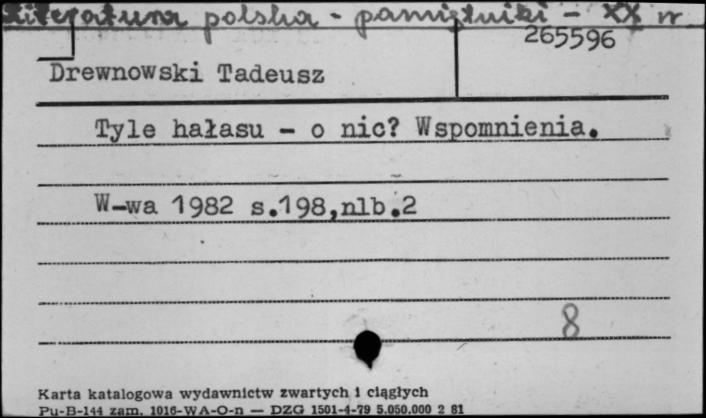 Literatura polska - pamiętniki - XX w.
265596
Drewnowski Tadeusz
Tyle hałasu - o nic? Wspomnienia.
W-wa 1982 s.198,nlb.2
8
Karta katalogowa wydawnictw zwartych i ciągłych
Pu-B-144 zam. 1016-WA-O-n — DZG 1501-4-79 5.050.000 2 81